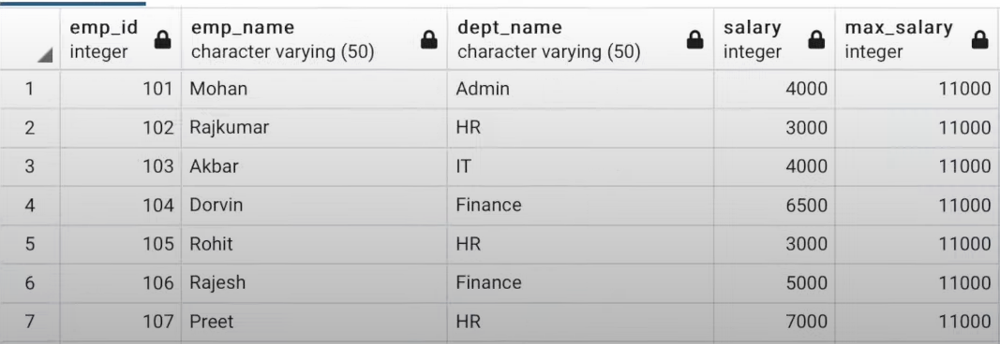 emp_id emp_name dept_name salary max_salary
integer character varying (50) character varying (50) integer integer
1 101 Mohan Admin 4000 11000
2 102 Rajkumar HR 3000 11000
3 103 Akbar IT 4000 11000
4 104 Dorvin Finance 6500 11000
5 105 Rohit HR 3000 11000
6 106 Rajesh Finance 5000 11000
7 107 Preet HR 7000 11000